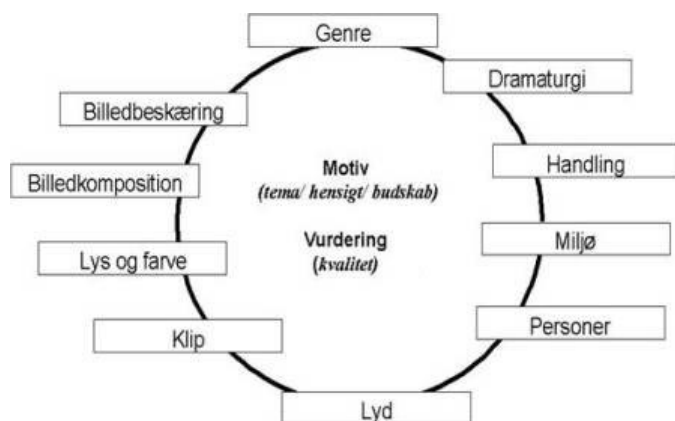 Genre
Dramaturgi
Billedbeskæring
Handling
Motiv
(tema/ hensigt/ budskab)
Billedkomposition
Miljø
Vurdering
(kvalitet)
Lys og farve
Personer
Klip
Lyd